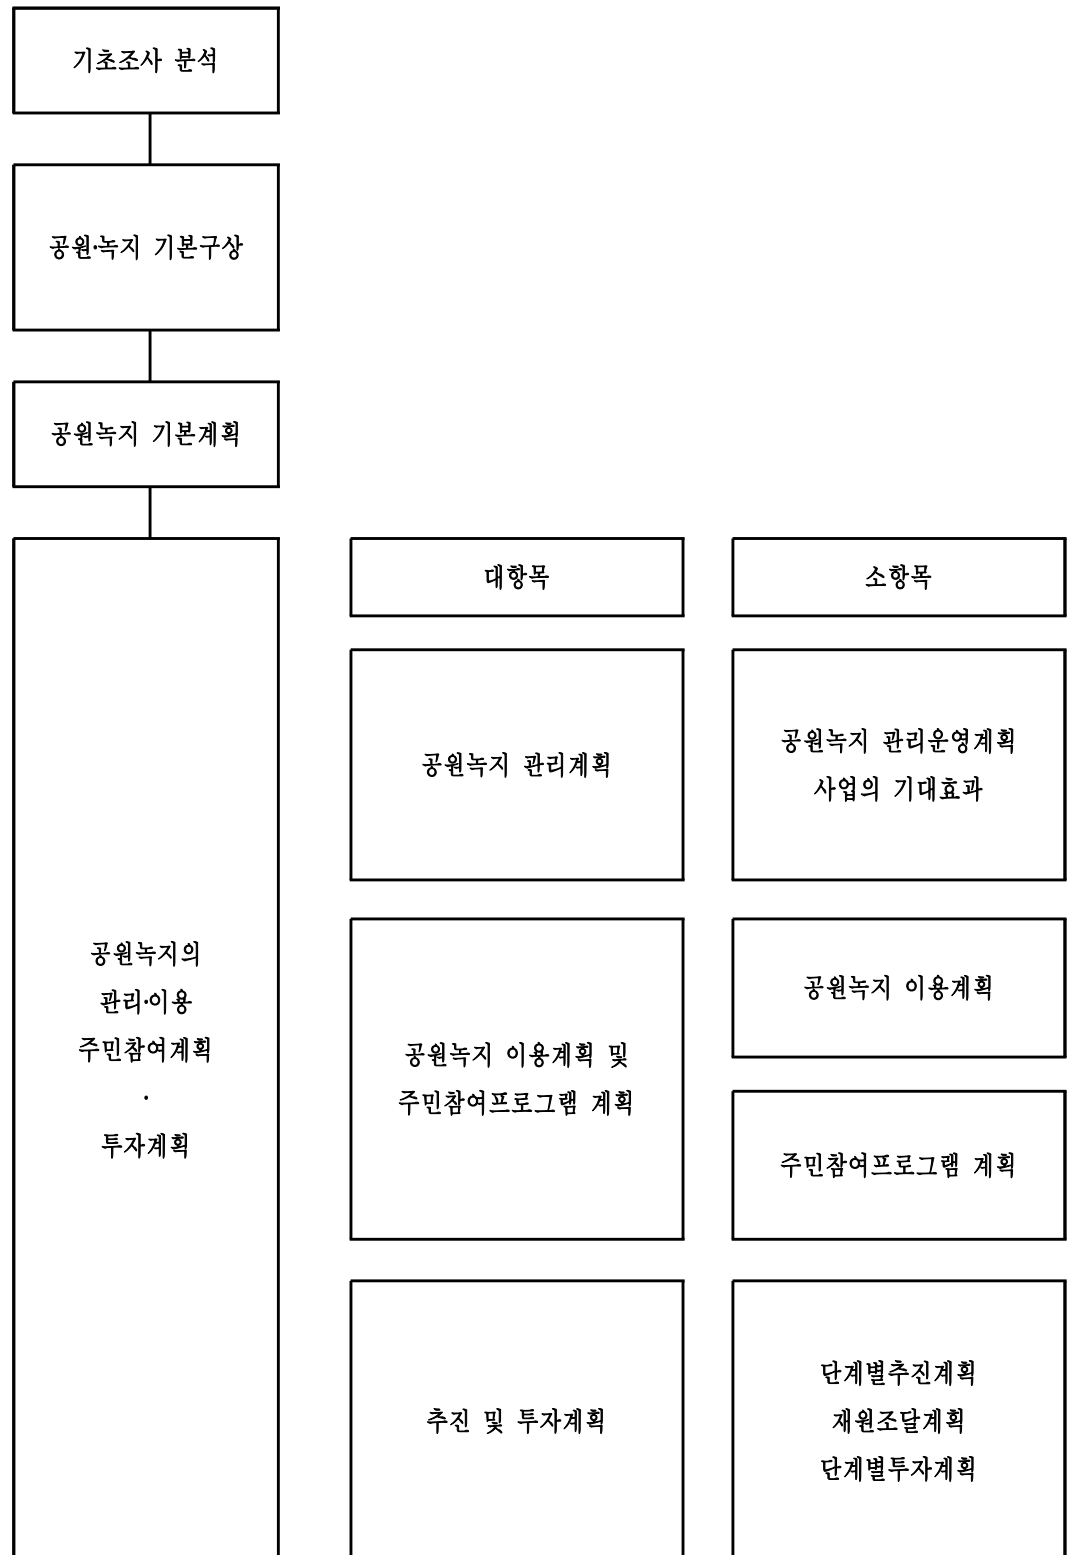 기초조사 분석
공원·녹지 기본구상
공원녹지 기본계획
공원녹지의
관리·이용
주민참여계획
·
투자계획
대항목
소항목
공원녹지 관리계획
공원녹지 관리운영계획
사업의 기대효과
공원녹지 이용계획 및
주민참여프로그램 계획
공원녹지 이용계획
주민참여프로그램 계획
추진 및 투자계획
단계별추진계획
재원조달계획
단계별투자계획